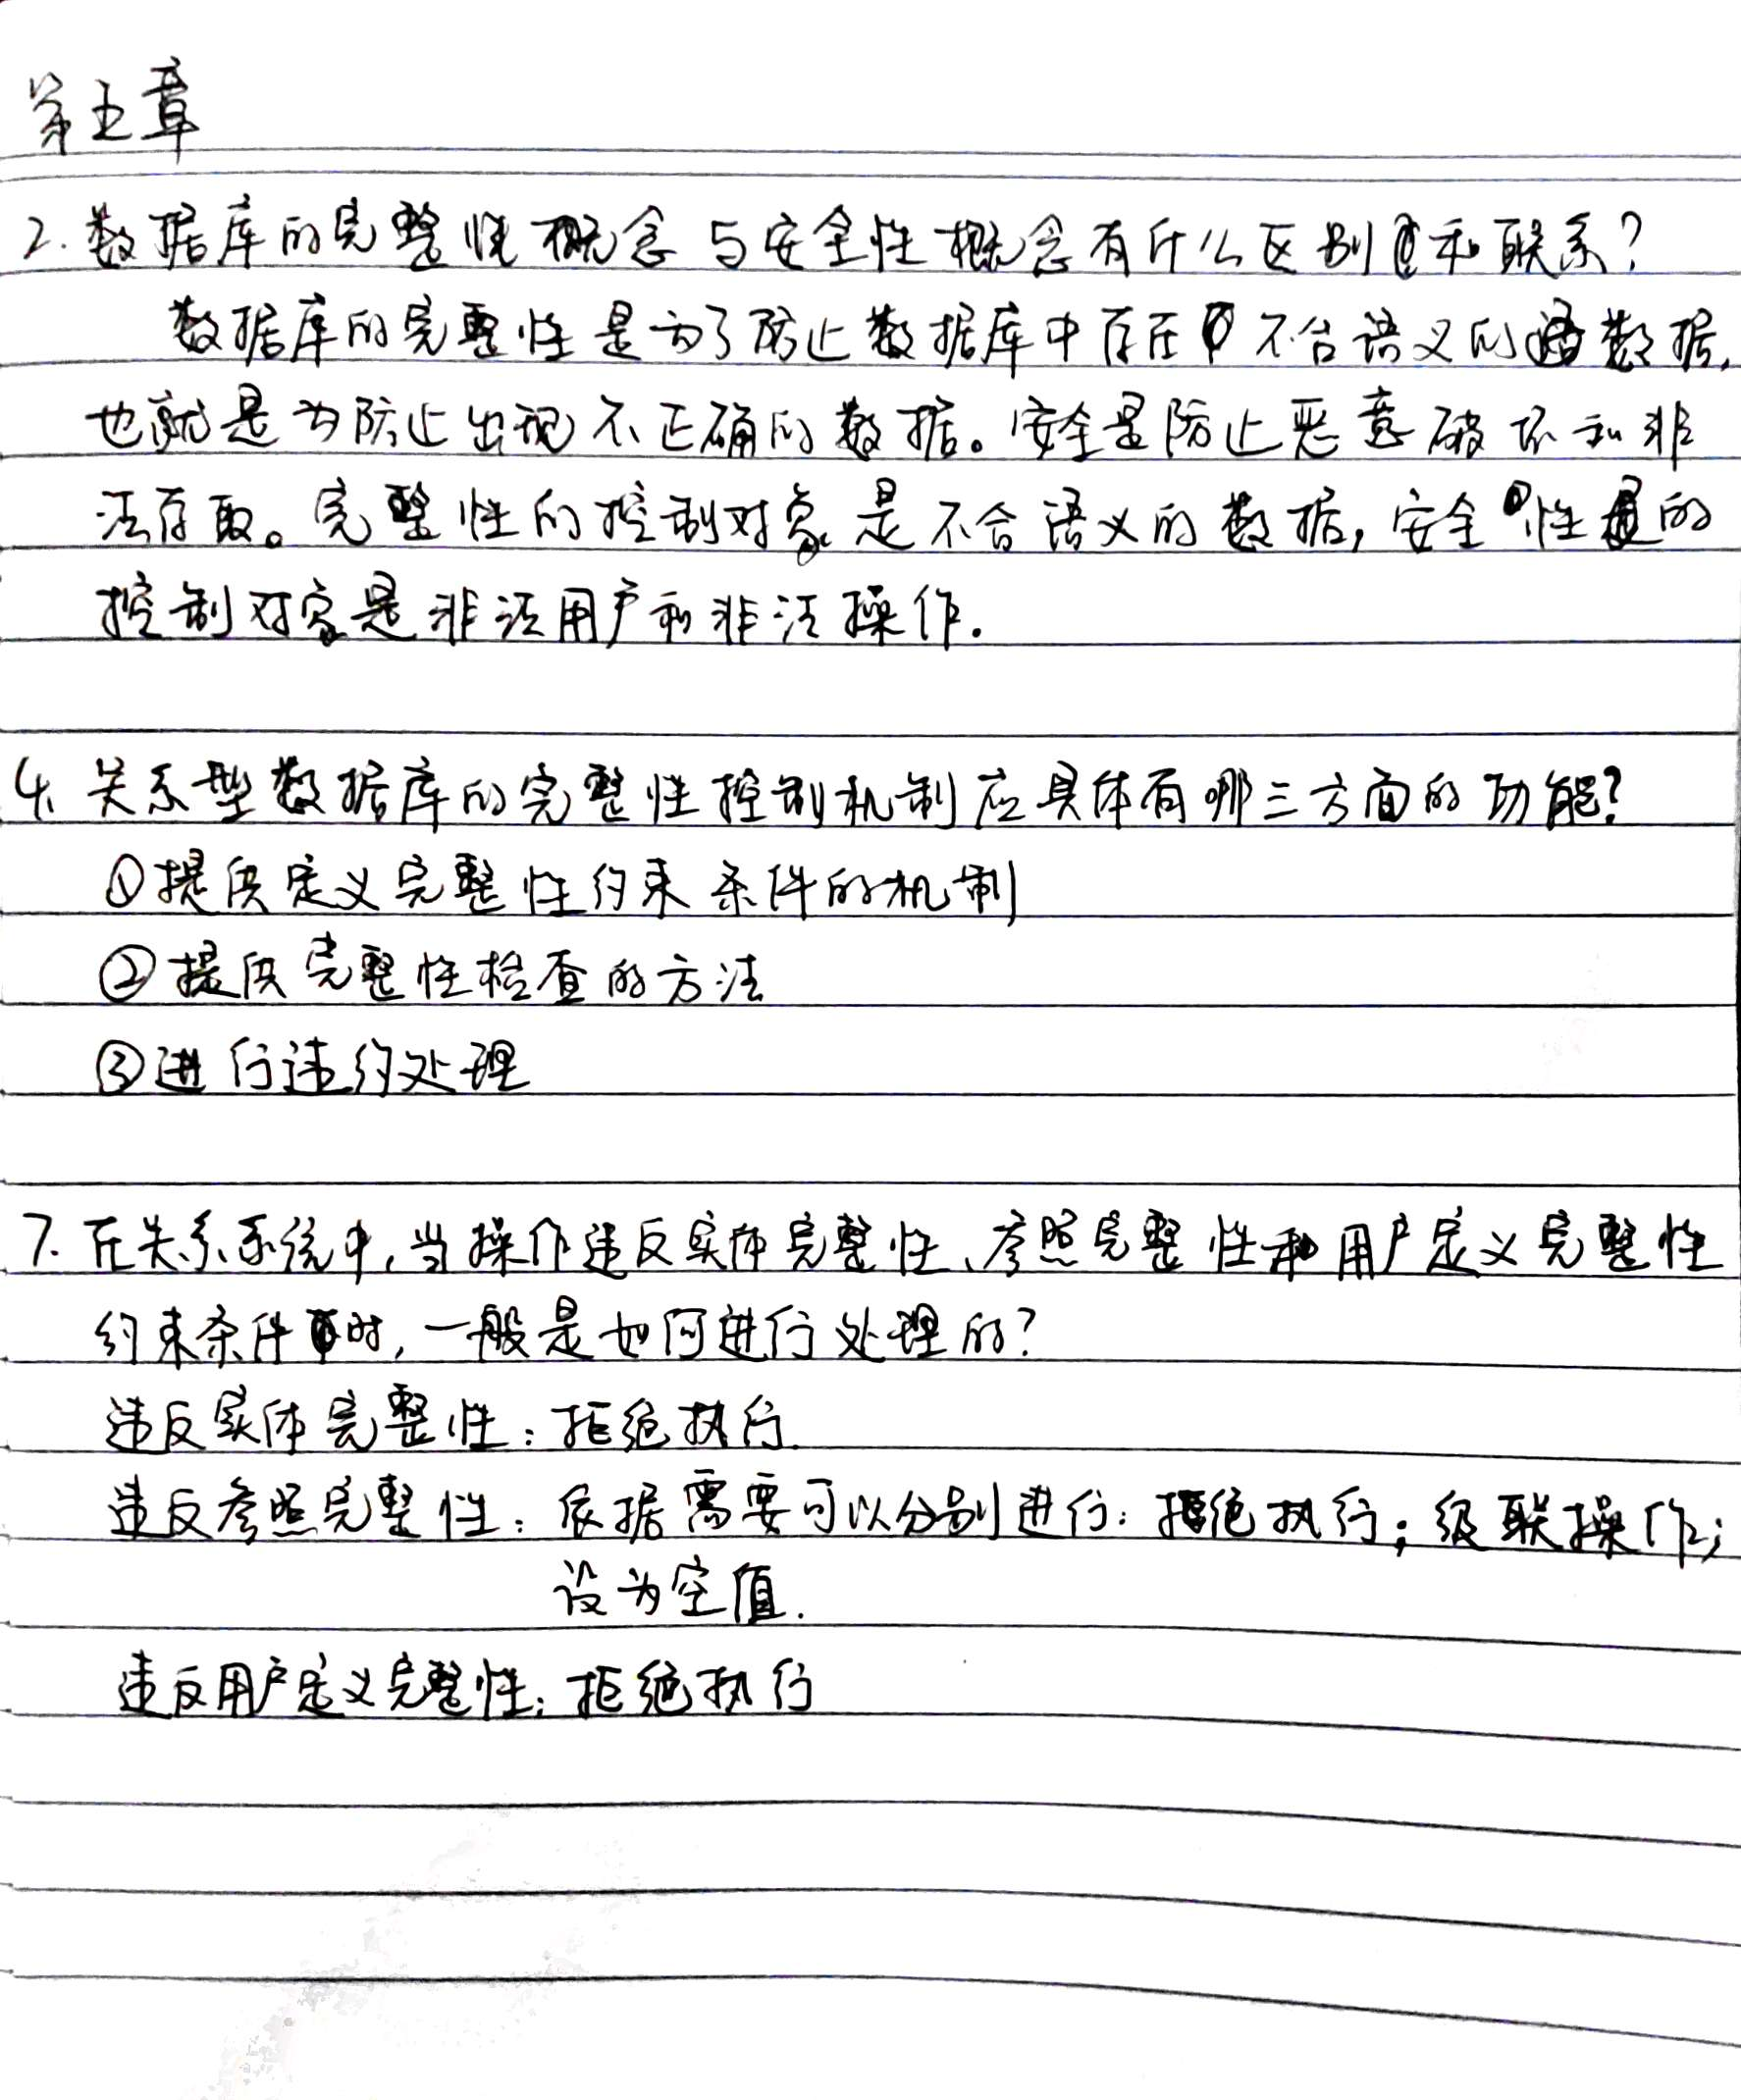 第五章
2. 数据库的完整性概念与安全性概念有什么区别和联系?
数据库的完整性是为了防止数据库中存在不合语义的数据,
也就是为防止出现不正确的数据。安全是防止恶意破坏和非
法存取。完整性的控制对象是不合语义的数据,安全性的
控制对象是非法用户和非法操作.
4. 关系型数据库的完整性控制机制应具体有哪三方面的功能?
①提供定义完整性约束条件的机制
②提供完整性检查的方法
③进行违约处理
7. 在关系系统中,当操作违反实体完整性、参照完整性和用户定义完整性
约束条件时,一般是如何进行处理的?
违反实体完整性:拒绝执行.
违反参照完整性:依据需要可以分别进行:拒绝执行;级联操作;
设为空值.
违反用户定义完整性:拒绝执行